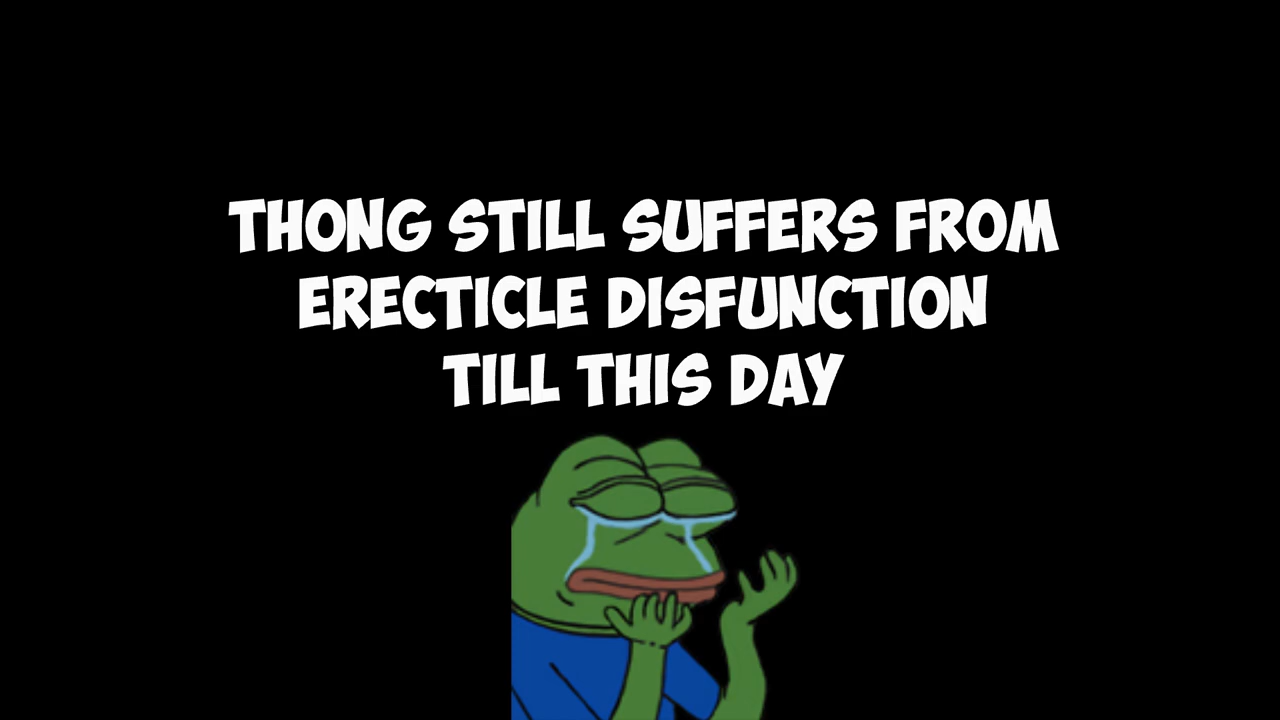 THONG STILL SUFFERS FROM
ERECTICLE DISFUNCTION
TILL THIS DAY